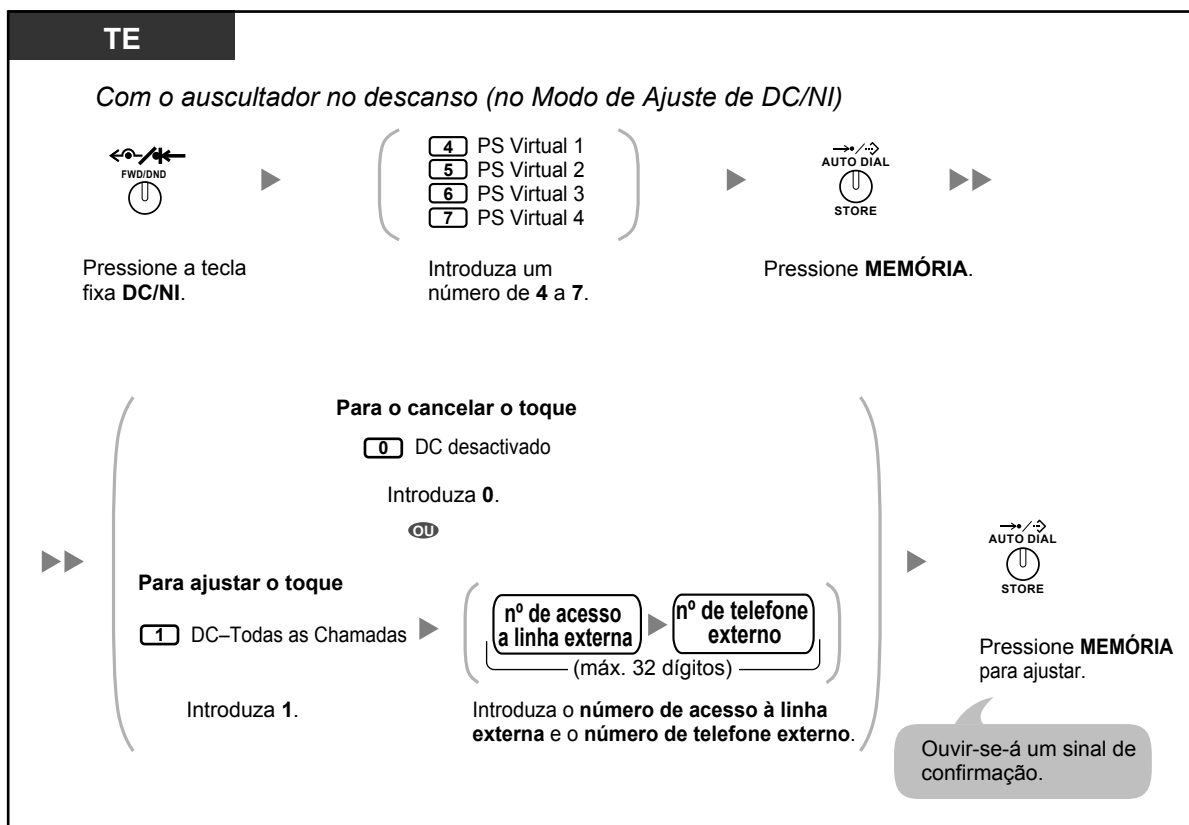 TE
Com o auscultador no descanso (no Modo de Ajuste de DC/NI)
FWD/DND
Pressione a tecla
fixa DC/NI.
4 PS Virtual 1
5 PS Virtual 2
6 PS Virtual 3
7 PS Virtual 4
Introduza um
número de 4 a 7.
AUTO DIAL
STORE
Pressione MEMÓRIA.
Para o cancelar o toque
0 DC desactivado
Introduza 0.
OU
Para ajustar o toque
1 DC–Todas as Chamadas
Introduza 1.
nº de acesso
a linha externa
nº de telefone
externo
(máx. 32 dígitos)
Introduza o número de acesso à linha
externa e o número de telefone externo.
AUTO DIAL
STORE
Pressione MEMÓRIA
para ajustar.
Ouvir-se-á um sinal de
confirmação.